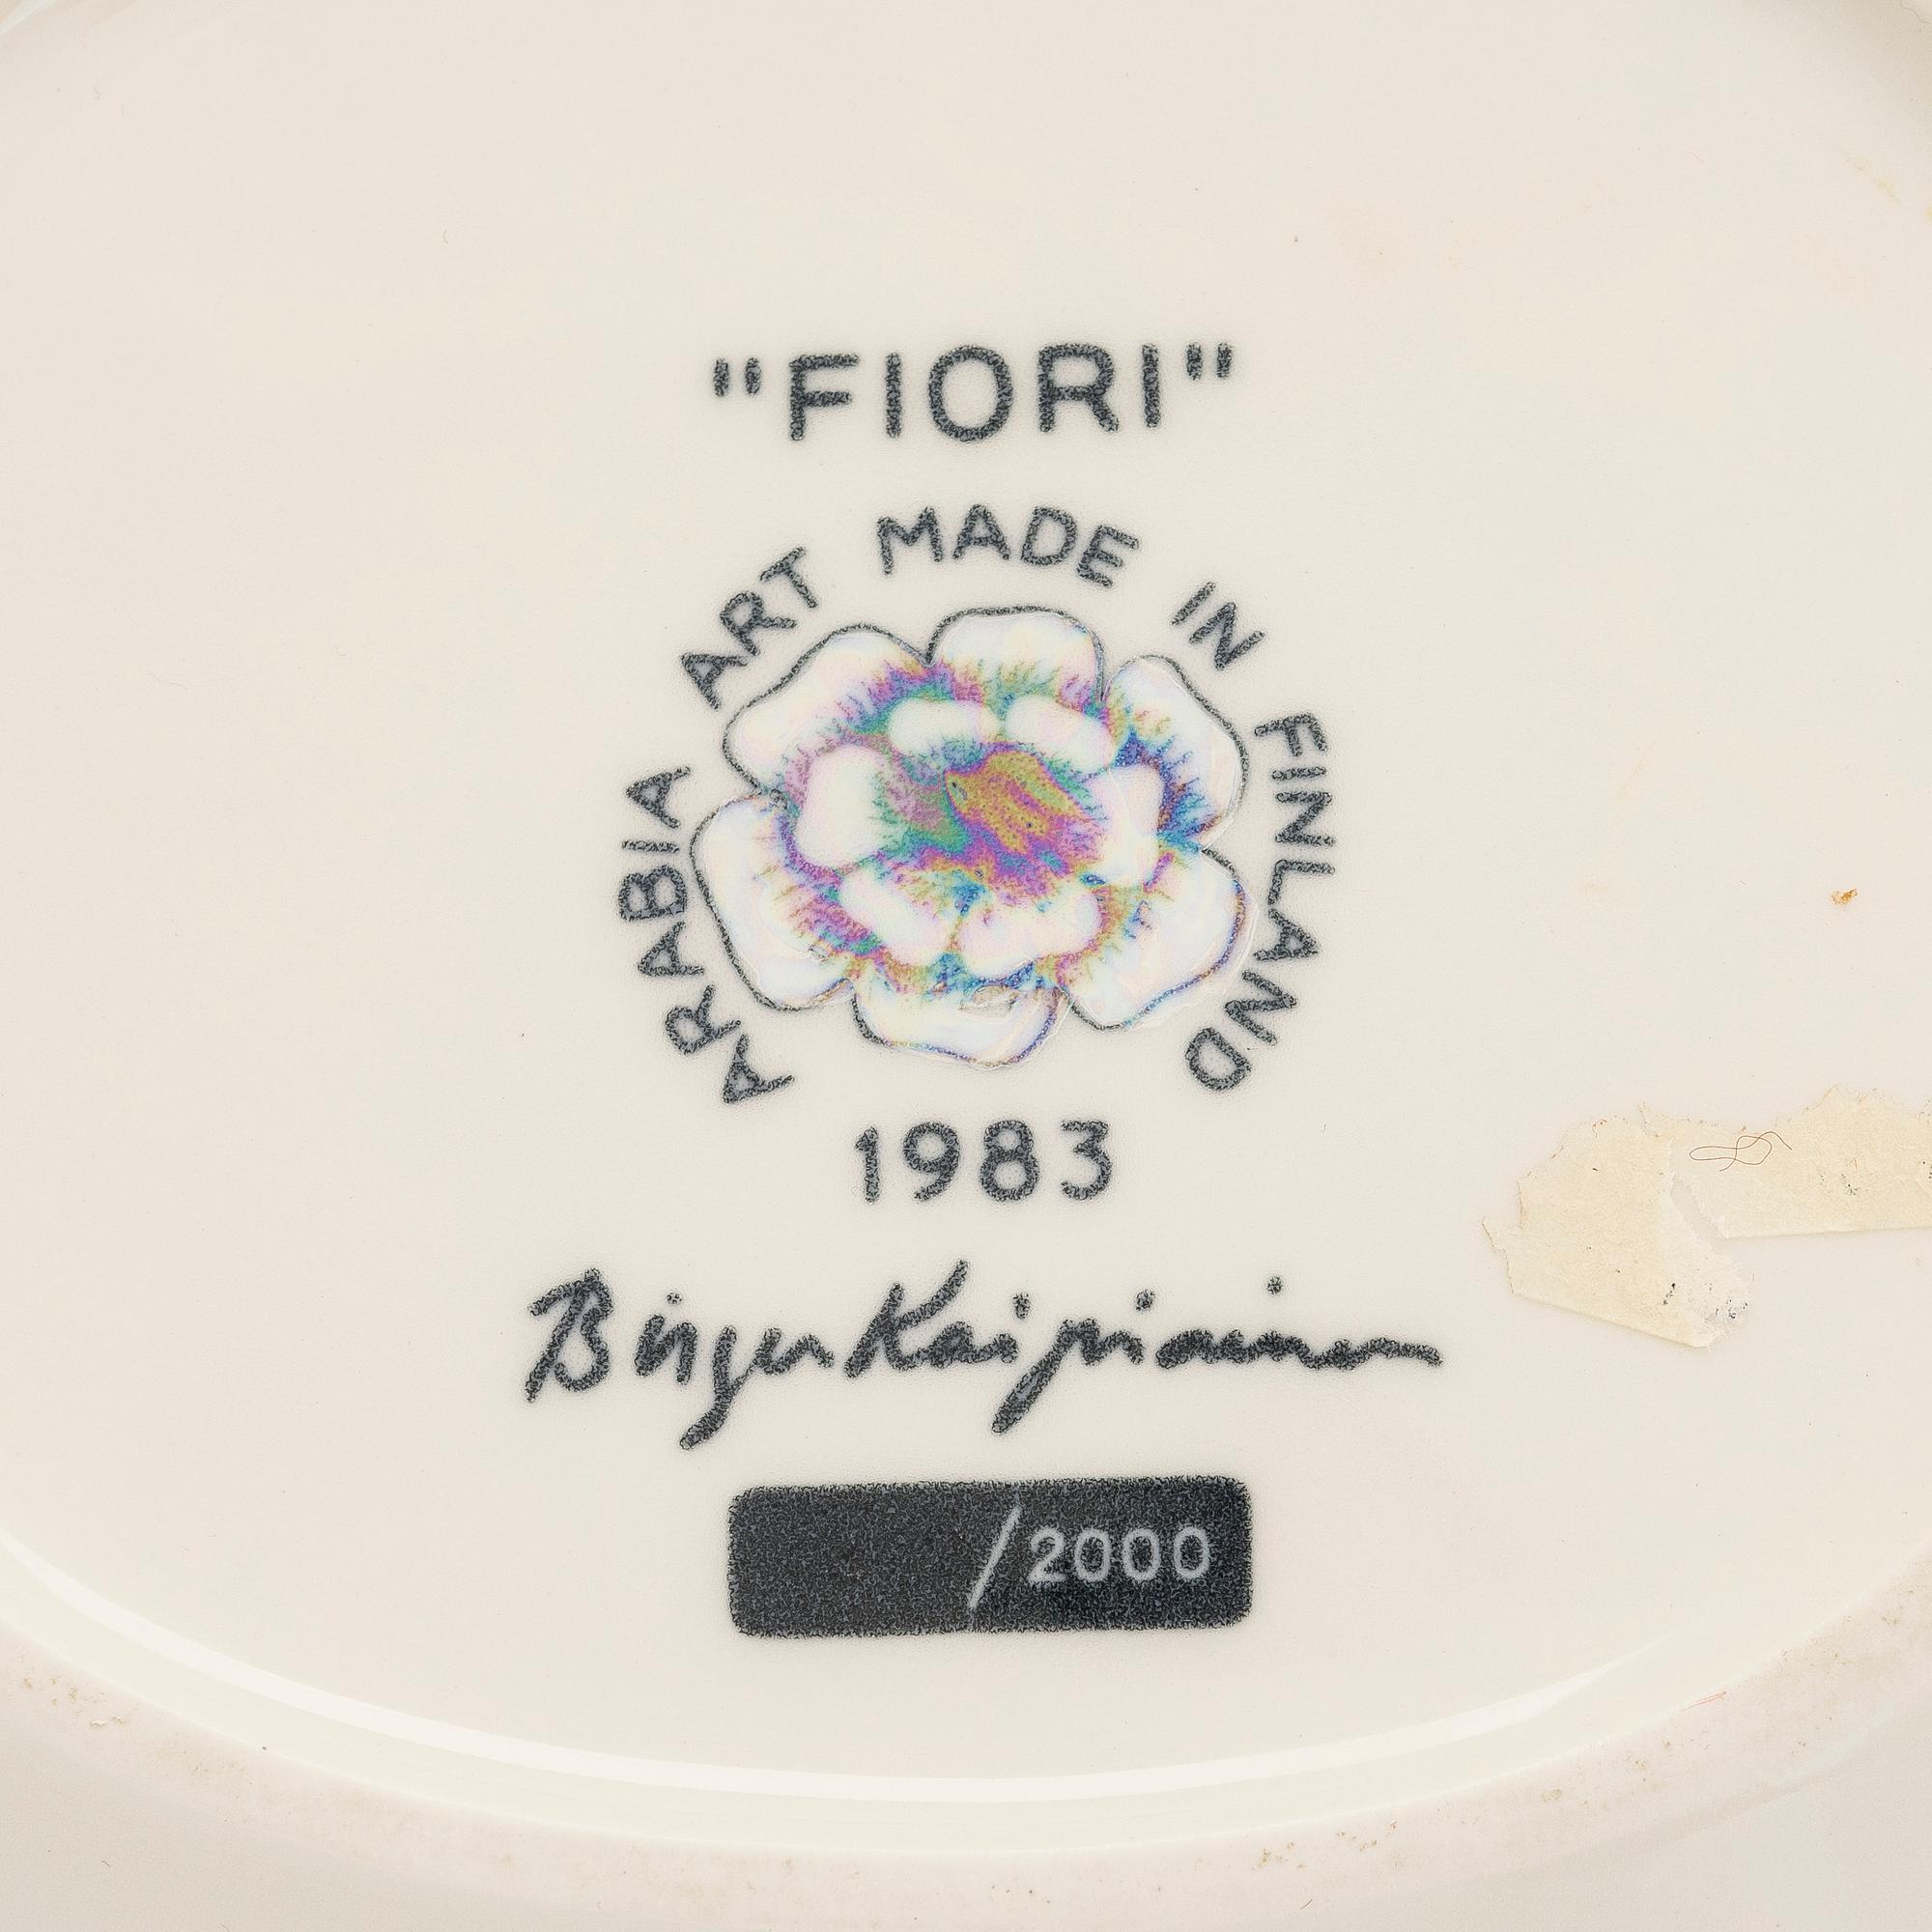 "FIORI"
ARABIA ART MADE IN FINLAND
1983
Birger Kaipiainen
/2000